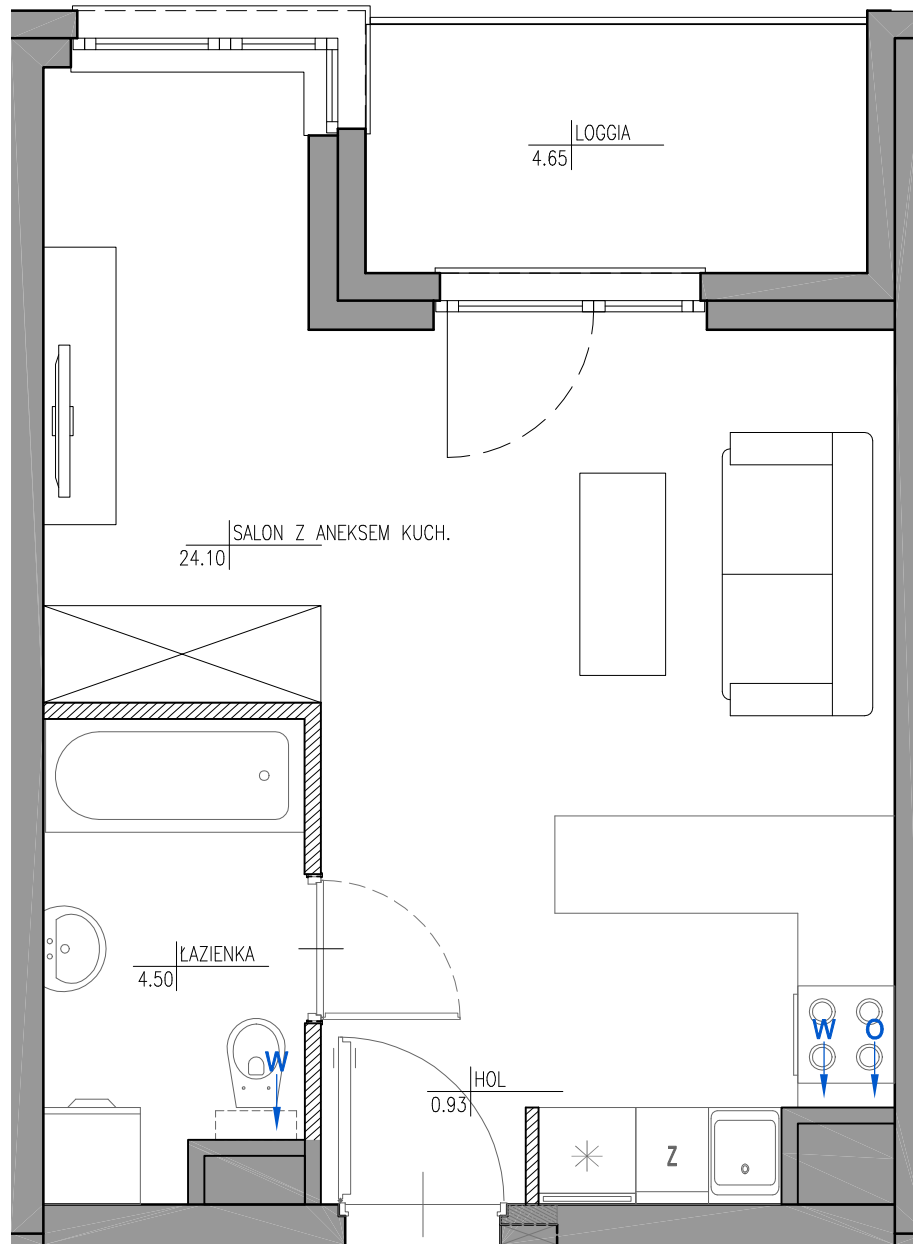 LOGGIA
4.65
SALON Z ANEKSEM KUCH.
24.10
ŁAZIENKA
4.50
W
W O
HOL
0.93
Z